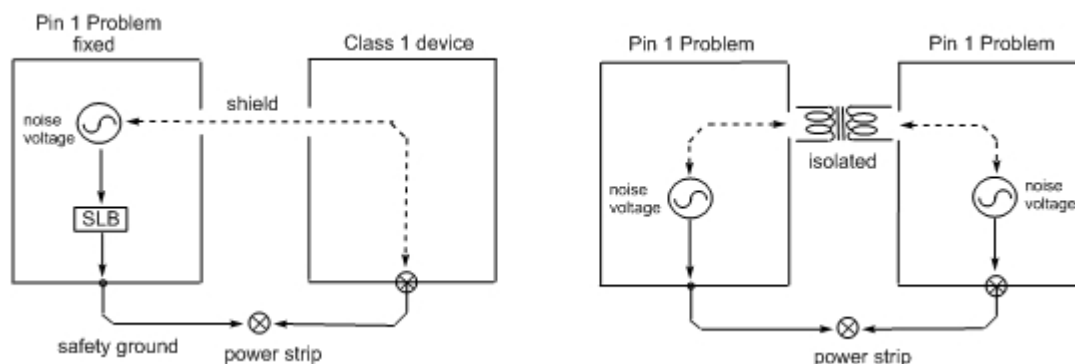 Pin 1 Problem
fixed
Class 1 device
noise
voltage
shield
SLB
safety ground
power strip
Pin 1 Problem
Pin 1 Problem
isolated
noise
voltage
noise
voltage
power strip